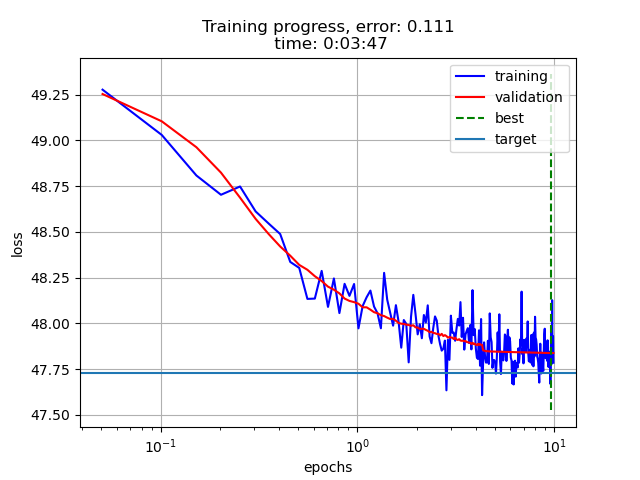 Training progress, error: 0.111
time: 0:03:47
training
validation
best
target
49.25
49.00
48.75
48.50
48.25
48.00
47.75
47.50
loss
10⁻¹
10⁰
10¹
epochs